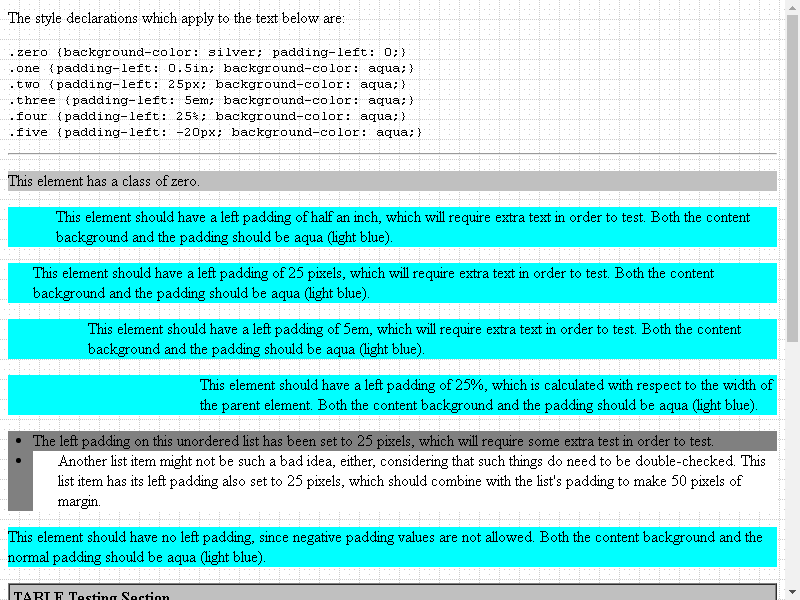 The style declarations which apply to the text below are:
.zero {background-color: silver; padding-left: 0;}
.one {padding-left: 0.5in; background-color: aqua;}
.two {padding-left: 25px; background-color: aqua;}
.three {padding-left: 5em; background-color: aqua;}
.four {padding-left: 25%; background-color: aqua;}
.five {padding-left: -20px; background-color: aqua;}
This element has a class of zero.
This element should have a left padding of half an inch, which will require extra text in order to test. Both the content
background and the padding should be aqua (light blue).
This element should have a left padding of 25 pixels, which will require extra text in order to test. Both the content
background and the padding should be aqua (light blue).
This element should have a left padding of 5em, which will require extra text in order to test. Both the content
background and the padding should be aqua (light blue).
This element should have a left padding of 25%, which is calculated with respect to the width of
the parent element. Both the content background and the padding should be aqua (light blue).
• The left padding on this unordered list has been set to 25 pixels, which will require some extra test in order to test.
• Another list item might not be such a bad idea, either, considering that such things do need to be double-checked. This
list item has its left padding also set to 25 pixels, which should combine with the list's padding to make 50 pixels of
margin.
This element should have no left padding, since negative padding values are not allowed. Both the content background and the
normal padding should be aqua (light blue).
TABLE Testing Section